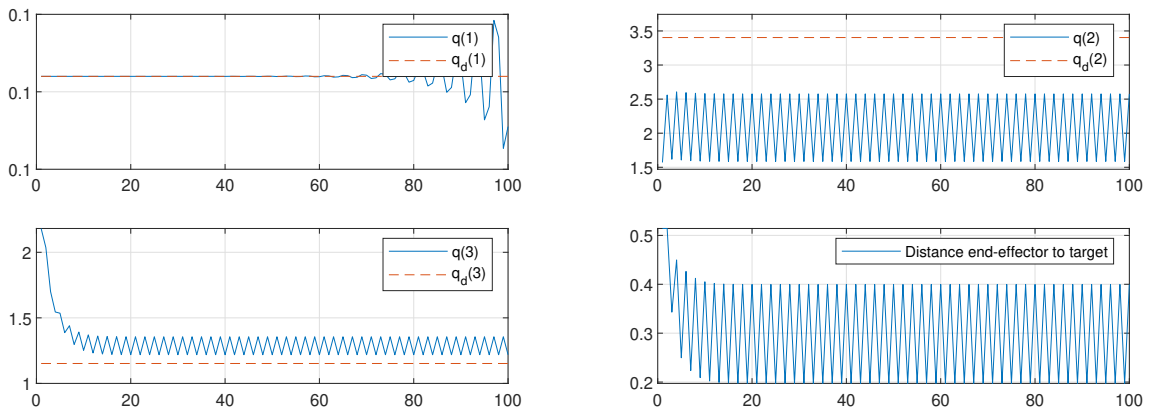 0.1
q(1)
q_d(1)
0.1
0.1
0 20 40 60 80 100
3.5
q(2)
q_d(2)
3
2.5
2
1.5
0 20 40 60 80 100
2
q(3)
q_d(3)
1.5
1
0 20 40 60 80 100
0.5
Distance end-effector to target
0.4
0.3
0.2
0 20 40 60 80 100